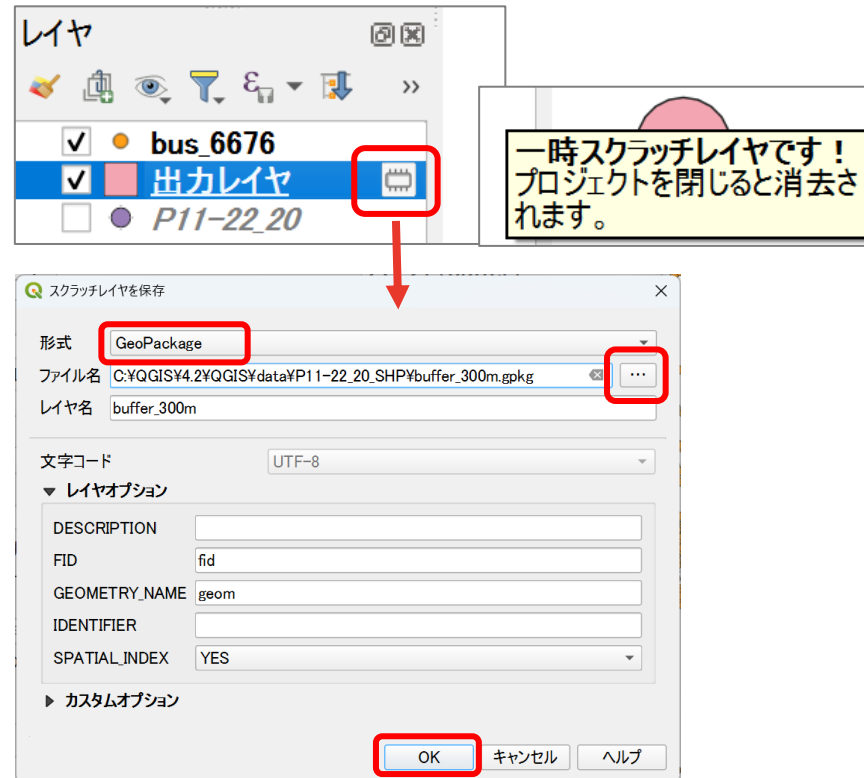 レイヤ
bus_6676
出力レイヤ
P11-22_20
一時スクラッチレイヤです！
プロジェクトを閉じると消去さ
れます。
スクラッチレイヤを保存
形式 GeoPackage
ファイル名 C:¥QGIS¥4.2¥QGIS¥data¥P11-22_20_SHP¥buffer_300m.gpkg …
レイヤ名 buffer_300m
文字コード UTF-8
▼ レイヤオプション
DESCRIPTION
FID fid
GEOMETRY_NAME geom
IDENTIFIER
SPATIAL_INDEX YES
▶ カスタムオプション
OK キャンセル ヘルプ